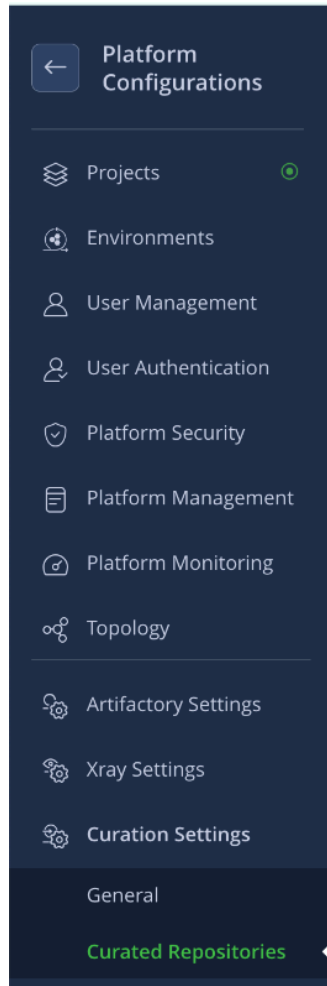 Platform
Configurations
Projects
Environments
User Management
User Authentication
Platform Security
Platform Management
Platform Monitoring
Topology
Artifactory Settings
Xray Settings
Curation Settings
General
Curated Repositories